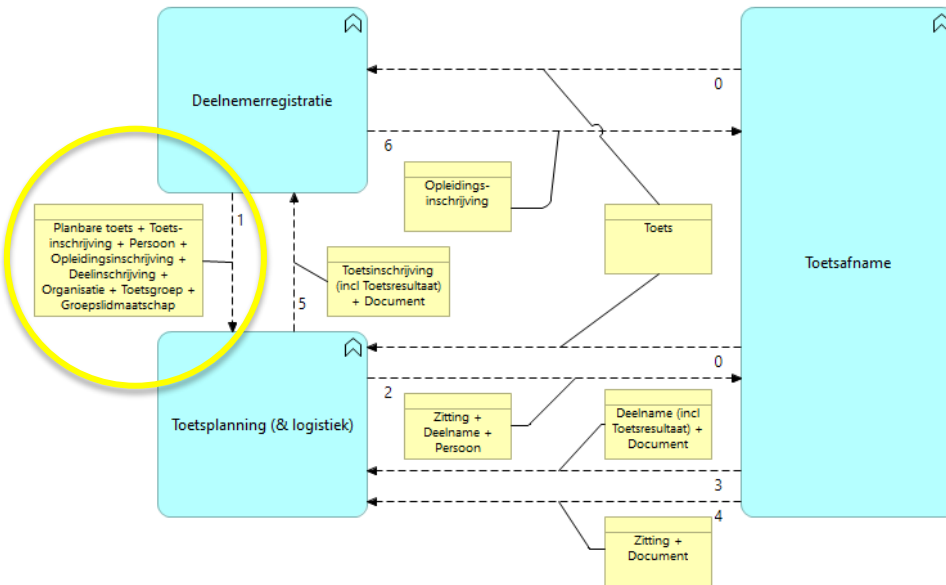 Deelnemerregistratie
0
6
Opleidings-
inschrijving
Toets
Toetsafname
1
Planbare toets + Toets-
inschrijving + Persoon +
Opleidingsinschrijving +
Deelinschrijving +
Organisatie + Toetsgroep +
Groepslidmaatschap
Toetsinschrijving
(incl Toetsresultaat)
+ Document
5
Toetsplanning (& logistiek)
0
2
Zitting +
Deelname +
Persoon
Deelname (incl
Toetsresultaat) +
Document
3
4
Zitting +
Document